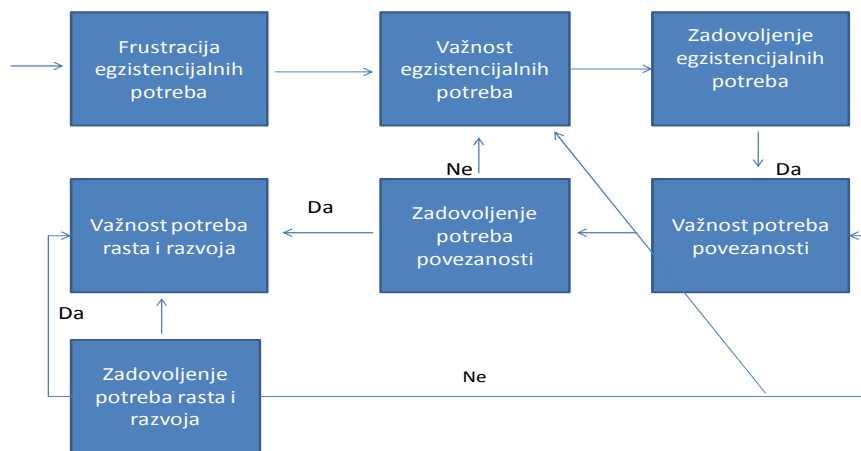 Frustracija
egzistencijalnih
potreba
Važnost
egzistencijalnih
potreba
Zadovoljenje
egzistencijalnih
potreba
Ne
Da
Važnost potreba
rasta i razvoja
Da
Zadovoljenje
potreba
povezanosti
Važnost potreba
povezanosti
Da
Zadovoljenje
potreba rasta i
razvoja
Ne